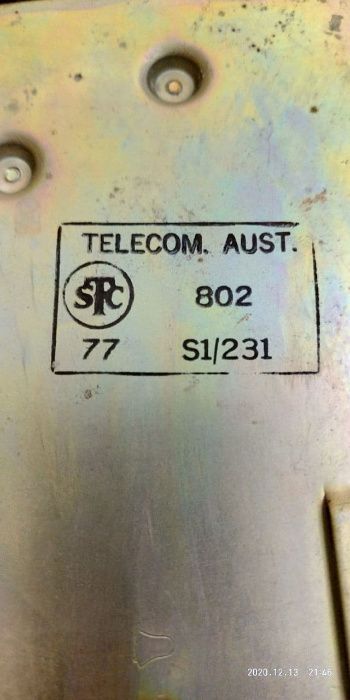 TELECOM. AUST.
STC 802
77 S1/231
2020.12.13 21:46